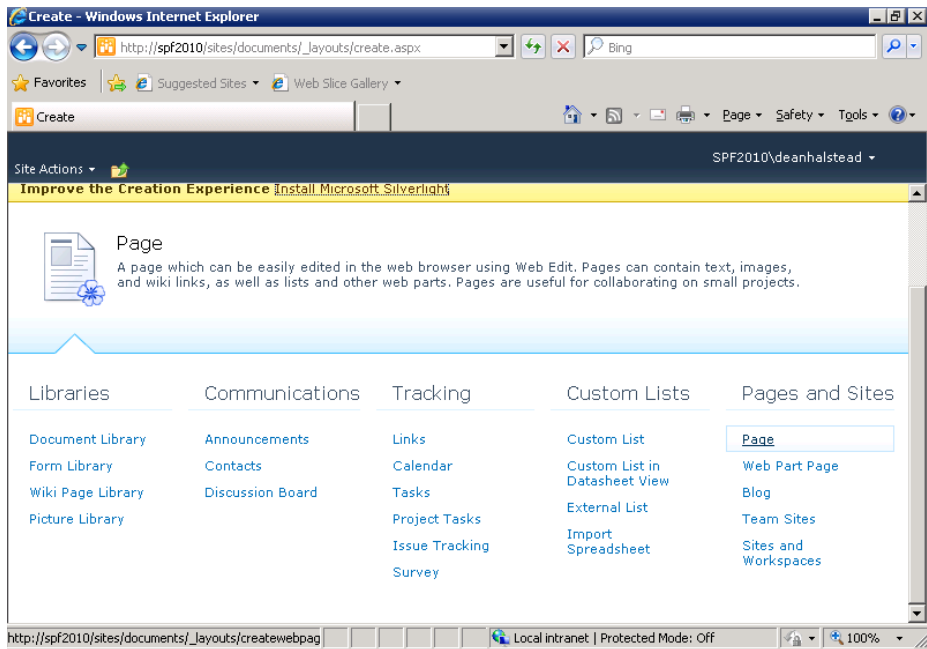 Create - Windows Internet Explorer
http://spf2010/sites/documents/_layouts/create.aspx
Bing
Favorites
Suggested Sites
Web Slice Gallery
Create
Page
Safety
Tools
SPF2010\deanhalstead
Site Actions
Improve the Creation Experience Install Microsoft Silverlight
Page
A page which can be easily edited in the web browser using Web Edit. Pages can contain text, images,
and wiki links, as well as lists and other web parts. Pages are useful for collaborating on small projects.
Libraries
Document Library
Form Library
Wiki Page Library
Picture Library
Communications
Announcements
Contacts
Discussion Board
Tracking
Links
Calendar
Tasks
Project Tasks
Issue Tracking
Survey
Custom Lists
Custom List
Custom List in
Datasheet View
External List
Import
Spreadsheet
Pages and Sites
Page
Web Part Page
Blog
Team Sites
Sites and
Workspaces
http://spf2010/sites/documents/_layouts/createwebpag
Local intranet | Protected Mode: Off
100%